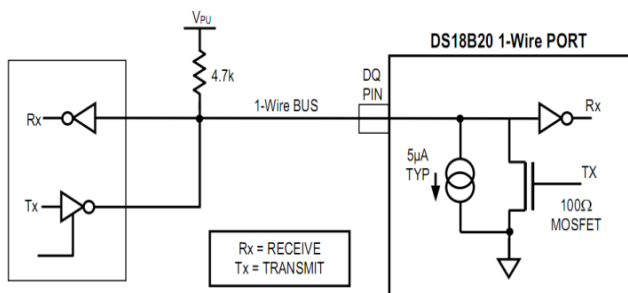 VPU
DS18B20 1-Wire PORT
4.7k
DQ
PIN
1-Wire BUS
Rx
Rx
5µA
TYP
Tx
TX
100Ω
MOSFET
Rx = RECEIVE
Tx = TRANSMIT